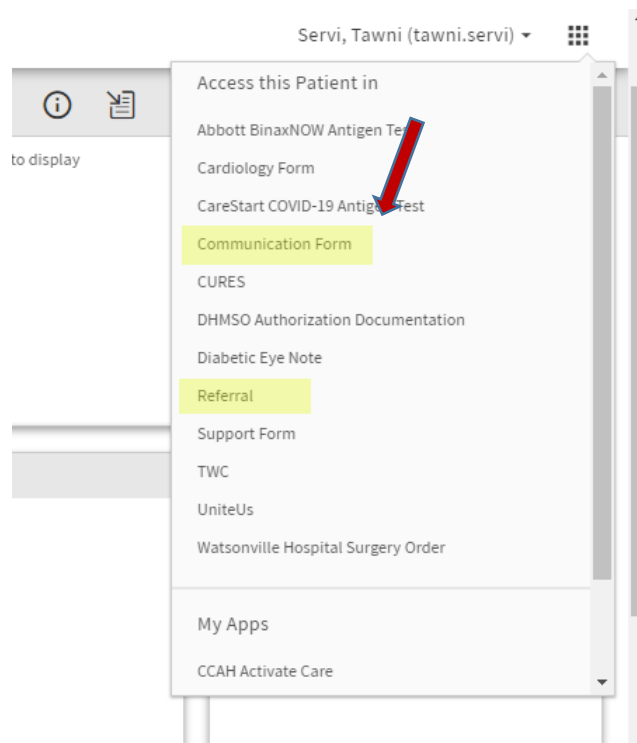 Servi, Tawni (tawni.servi)
Access this Patient in
to display
Abbott BinaxNOW Antigen Te
Cardiology Form
CareStart COVID-19 Antigen Test
Communication Form
CURES
DHMSO Authorization Documentation
Diabetic Eye Note
Referral
Support Form
TWC
UniteUs
Watsonville Hospital Surgery Order
My Apps
CCAH Activate Care